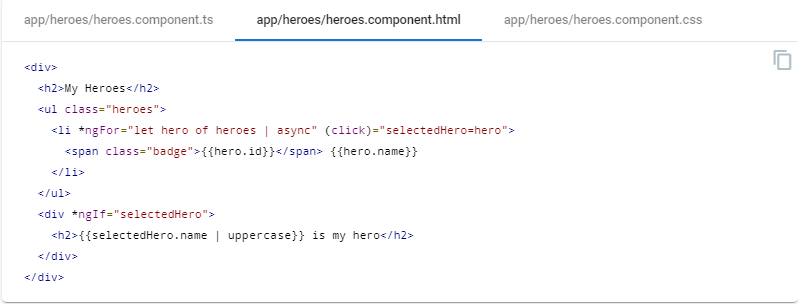 app/heroes/heroes.component.ts app/heroes/heroes.component.html app/heroes/heroes.component.css
<div>
<h2>My Heroes</h2>
<ul class="heroes">
<li *ngFor="let hero of heroes | async" (click)="selectedHero=hero">
<span class="badge">{{hero.id}}</span> {{hero.name}}
</li>
</ul>
<div *ngIf="selectedHero">
<h2>{{selectedHero.name | uppercase}} is my hero</h2>
</div>
</div>